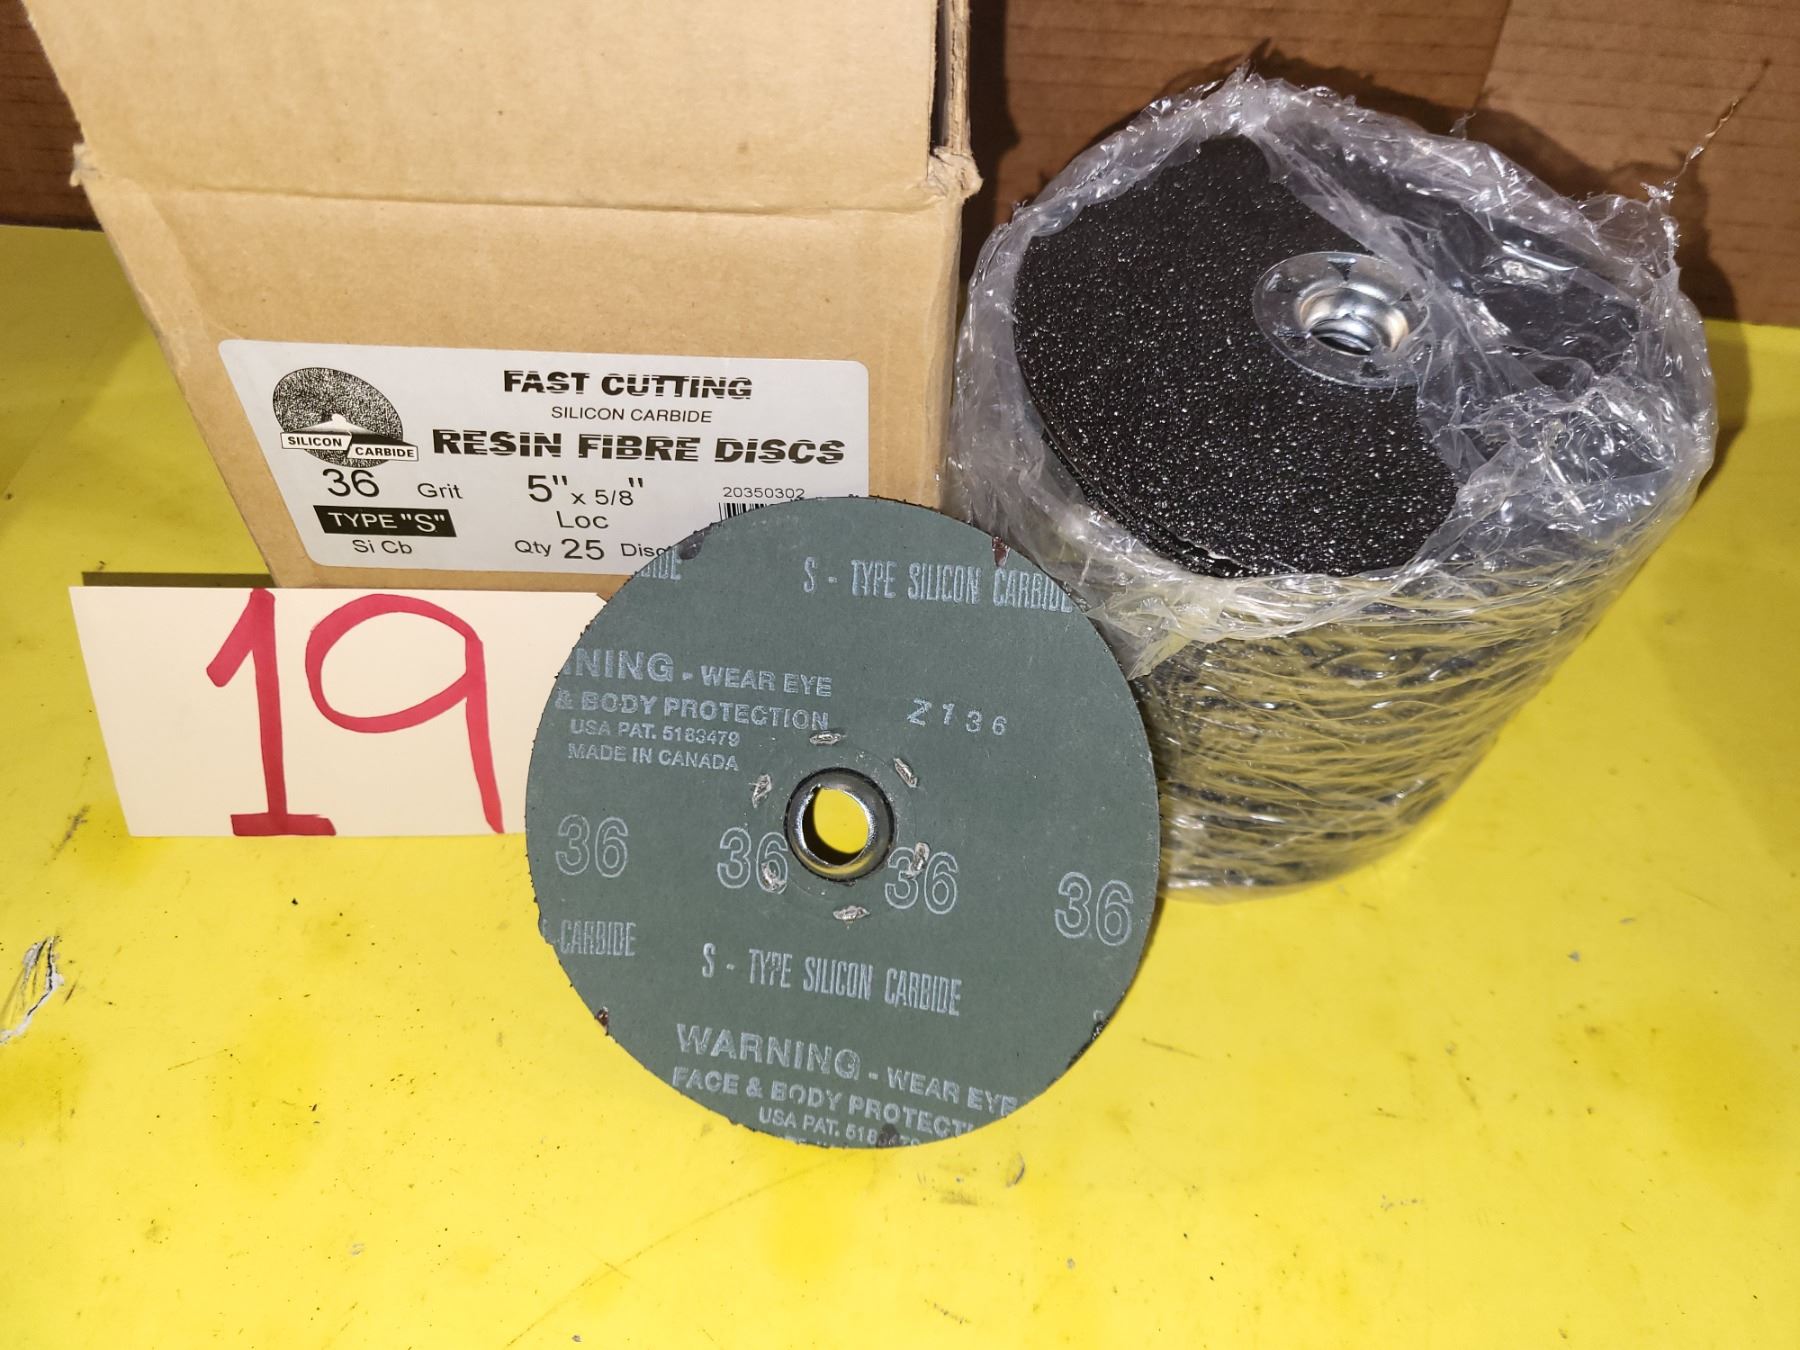 FAST CUTTING
SILICON CARBIDE
RESIN FIBRE DISCS
SILICON CARBIDE
36 Grit
5" x 5/8"
20350302
TYPE "S"
Loc
Si Cb
Qty 25
19
S - TYPE SILICON CARBIDE
- WEAR EYE
& BODY PROTECTION
Z136
USA PAT. 5183479
MADE IN CANADA
36 36 36 36
CARBIDE
S - TYPE SILICON CARBIDE
WARNING - WEAR EYE
FACE & BODY
USA PAT.